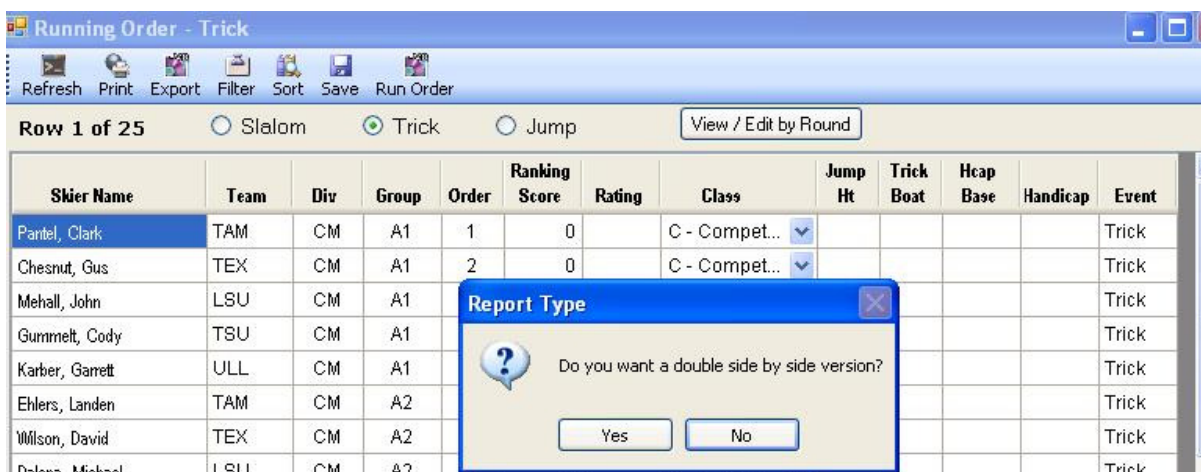 Running Order - Trick
Refresh Print Export Filter Sort Save Run Order
Row 1 of 25 Slalom Trick Jump View / Edit by Round
Skier Name Team Div Group Order Ranking Score Rating Class Jump Ht Trick Boat Hcap Base Handicap Event
Pantel, Clark TAM CM A1 1 0 C - Compet... Trick
Chesnut, Gus TEX CM A1 2 0 C - Compet... Trick
Mehall, John LSU CM A1 Trick
Gummelt, Cody TSU CM A1 Trick
Karber, Garrett ULL CM A1 Trick
Ehlers, Landen TAM CM A2 Trick
Wilson, David TEX CM A2 Trick
Michael LSU CM A2 Trick
Report Type
Do you want a double side by side version?
Yes No